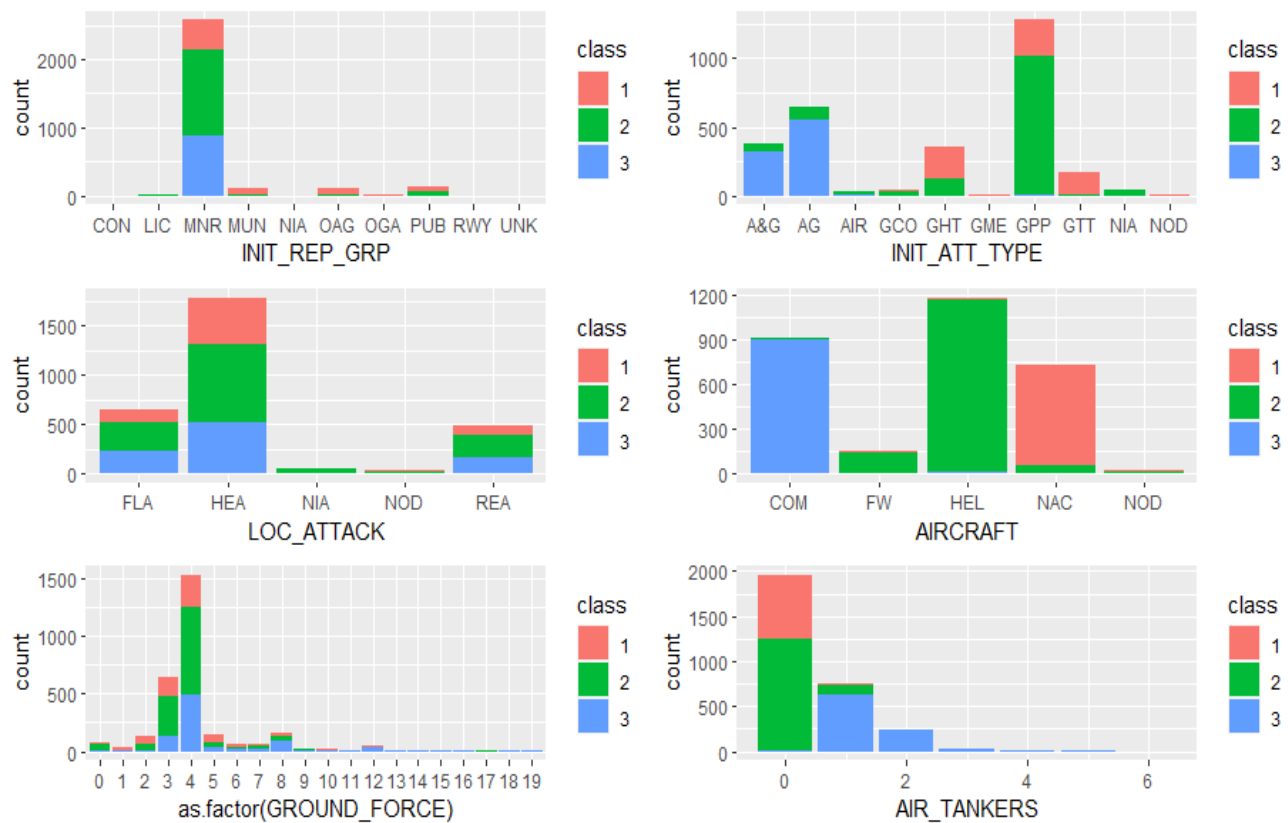 count
2000
1000
0
CON LIC MNR MUN NIA OAG OGA PUB RWY UNK
INIT_REP_GRP
class
1
2
3
count
1000
500
0
A&G AG AIR GCO GHT GME GPP GTT NIA NOD
INIT_ATT_TYPE
class
1
2
3
count
1500
1000
500
0
FLA HEA NIA NOD REA
LOC_ATTACK
class
1
2
3
count
1200
900
600
300
0
COM FW HEL NAC NOD
AIRCRAFT
class
1
2
3
count
1500
1000
500
0
0 1 2 3 4 5 6 7 8 9 10 11 12 13 14 15 16 17 18 19
as.factor(GROUND_FORCE)
class
1
2
3
count
2000
1500
1000
500
0
0 2 4 6
AIR_TANKERS
class
1
2
3